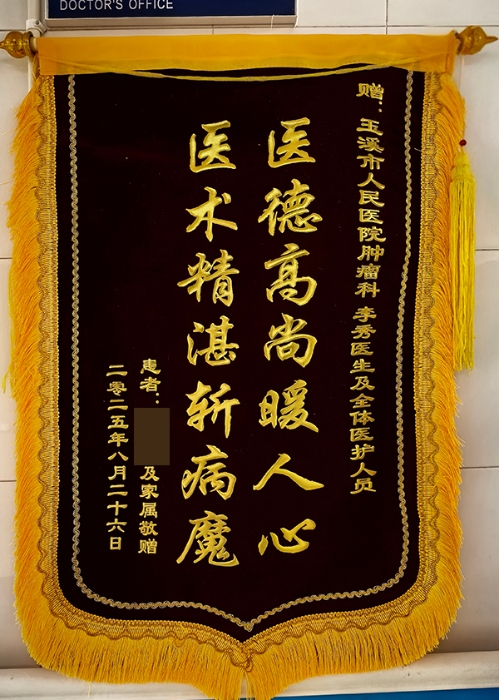 DOCTOR'S OFFICE
赠：玉溪市人民医院肿瘤科 李秀医生及全体医护人员
医德高尚暖人心
医术精湛斩病魔
患者： 及家属敬赠
二零二五年八月二十六日